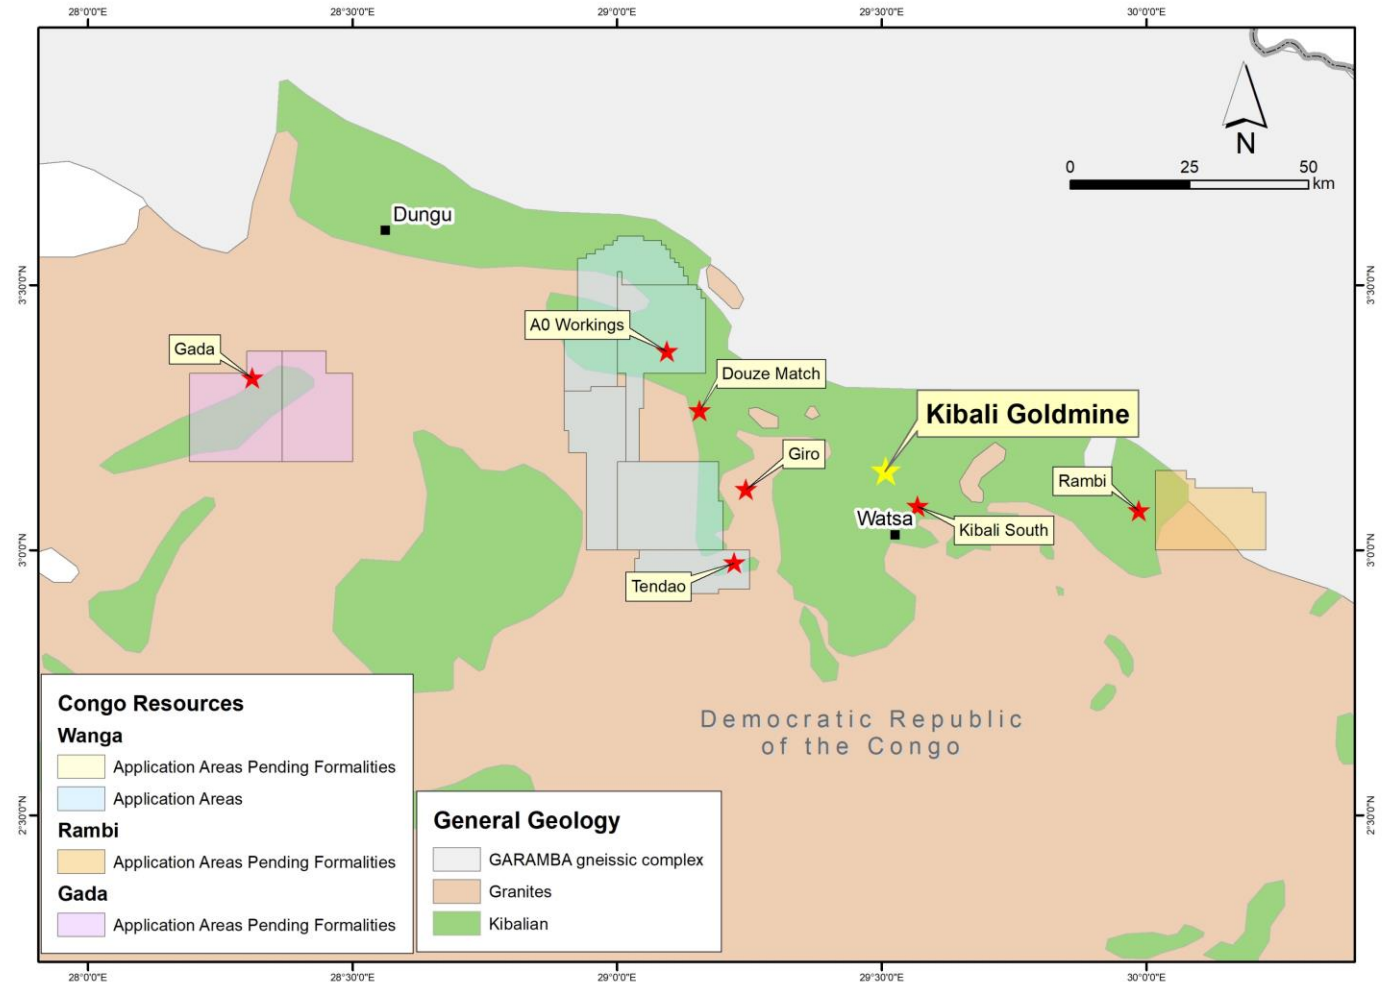 28°0'0"E
28°30'0"E
29°0'0"E
29°30'0"E
30°0'0"E
N
0
25
50
km
Dungu
3°30'0"N
3°30'0"N
A0 Workings
Gada
Douze Match
Kibali Goldmine
Giro
Rambi
Watsa
Kibali South
3°0'0"N
3°0'0"N
Tendao
Democratic Republic
of the Congo
Congo Resources
Wanga
Application Areas Pending Formalities
Application Areas
Rambi
Application Areas Pending Formalities
Gada
Application Areas Pending Formalities
General Geology
GARAMBA gneissic complex
Granites
Kibalian
2°30'0"N
2°30'0"N
28°0'0"E
28°30'0"E
29°0'0"E
29°30'0"E
30°0'0"E